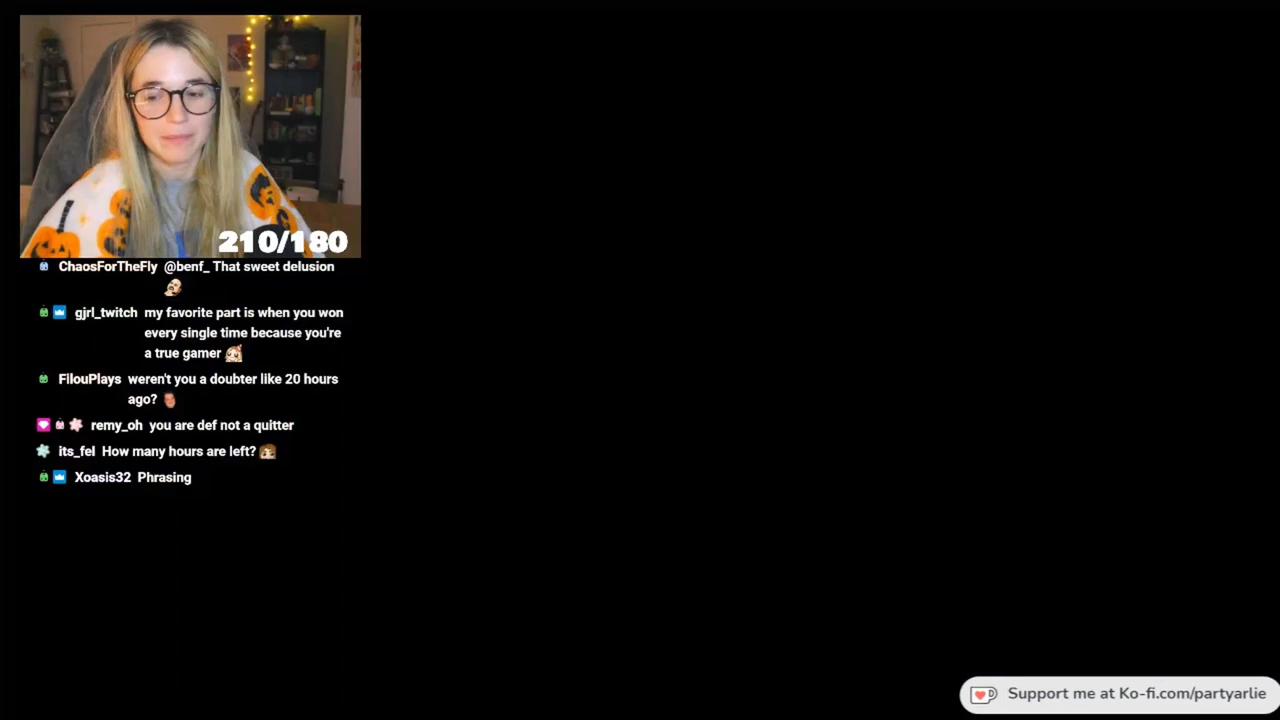 210/180
ChaosForTheFly @benf_ That sweet delusion
gjrl_twitch my favorite part is when you won
every single time because you're
a true gamer
FilouPlays weren't you a doubter like 20 hours
ago?
remy_oh you are def not a quitter
its_fel How many hours are left?
Xoasis32 Phrasing
Support me at Ko-fi.com/partyarlie